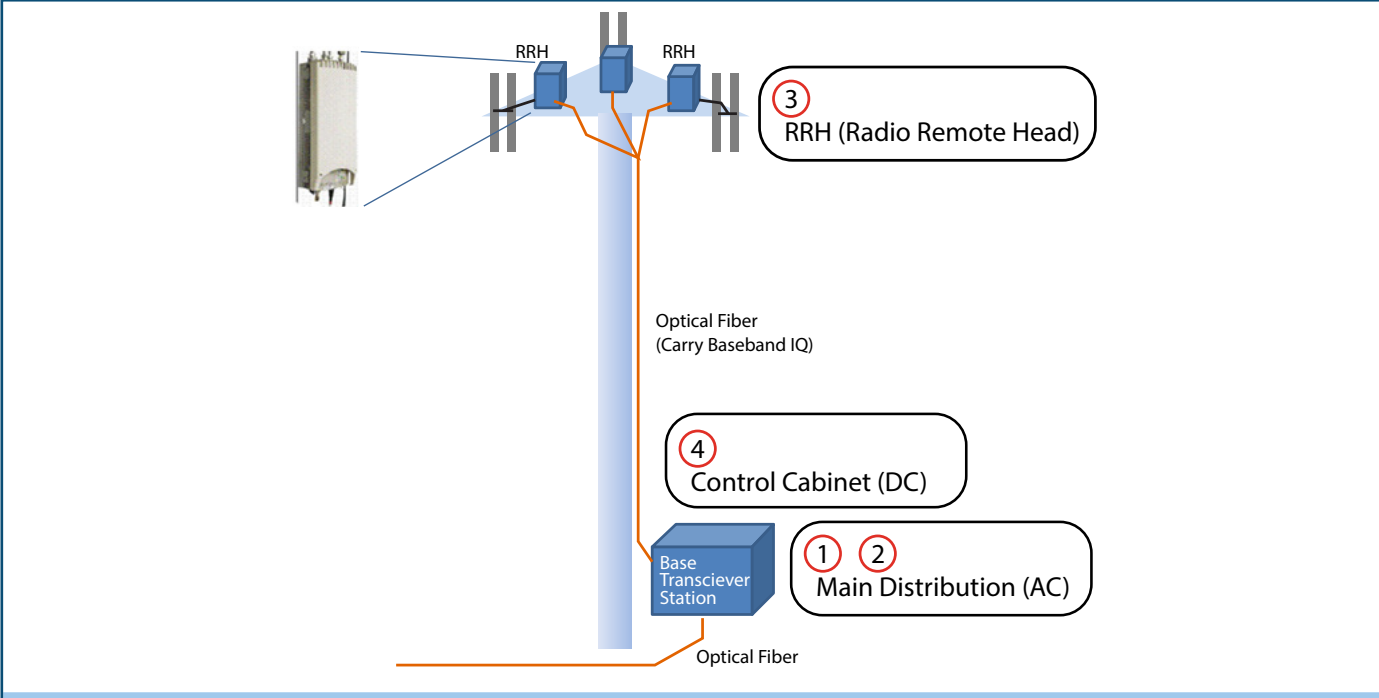 RRH
RRH
3
RRH (Radio Remote Head)
Optical Fiber
(Carry Baseband IQ)
4
Control Cabinet (DC)
Base
Transciever
Station
1 2
Main Distribution (AC)
Optical Fiber